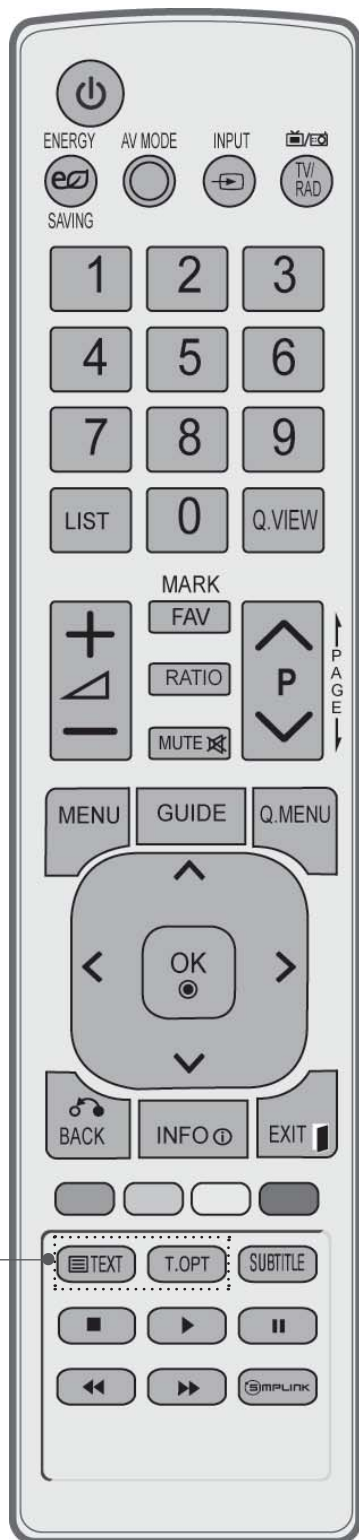 ENERGY AV MODE INPUT
TV/
RAD
SAVING
1 2 3
4 5 6
7 8 9
LIST 0 Q.VIEW
MARK
FAV
RATIO P
MUTE
PAGE
MENU GUIDE Q.MENU
OK
BACK INFO EXIT
TEXT T.OPT SUBTITLE
SIMPLINK